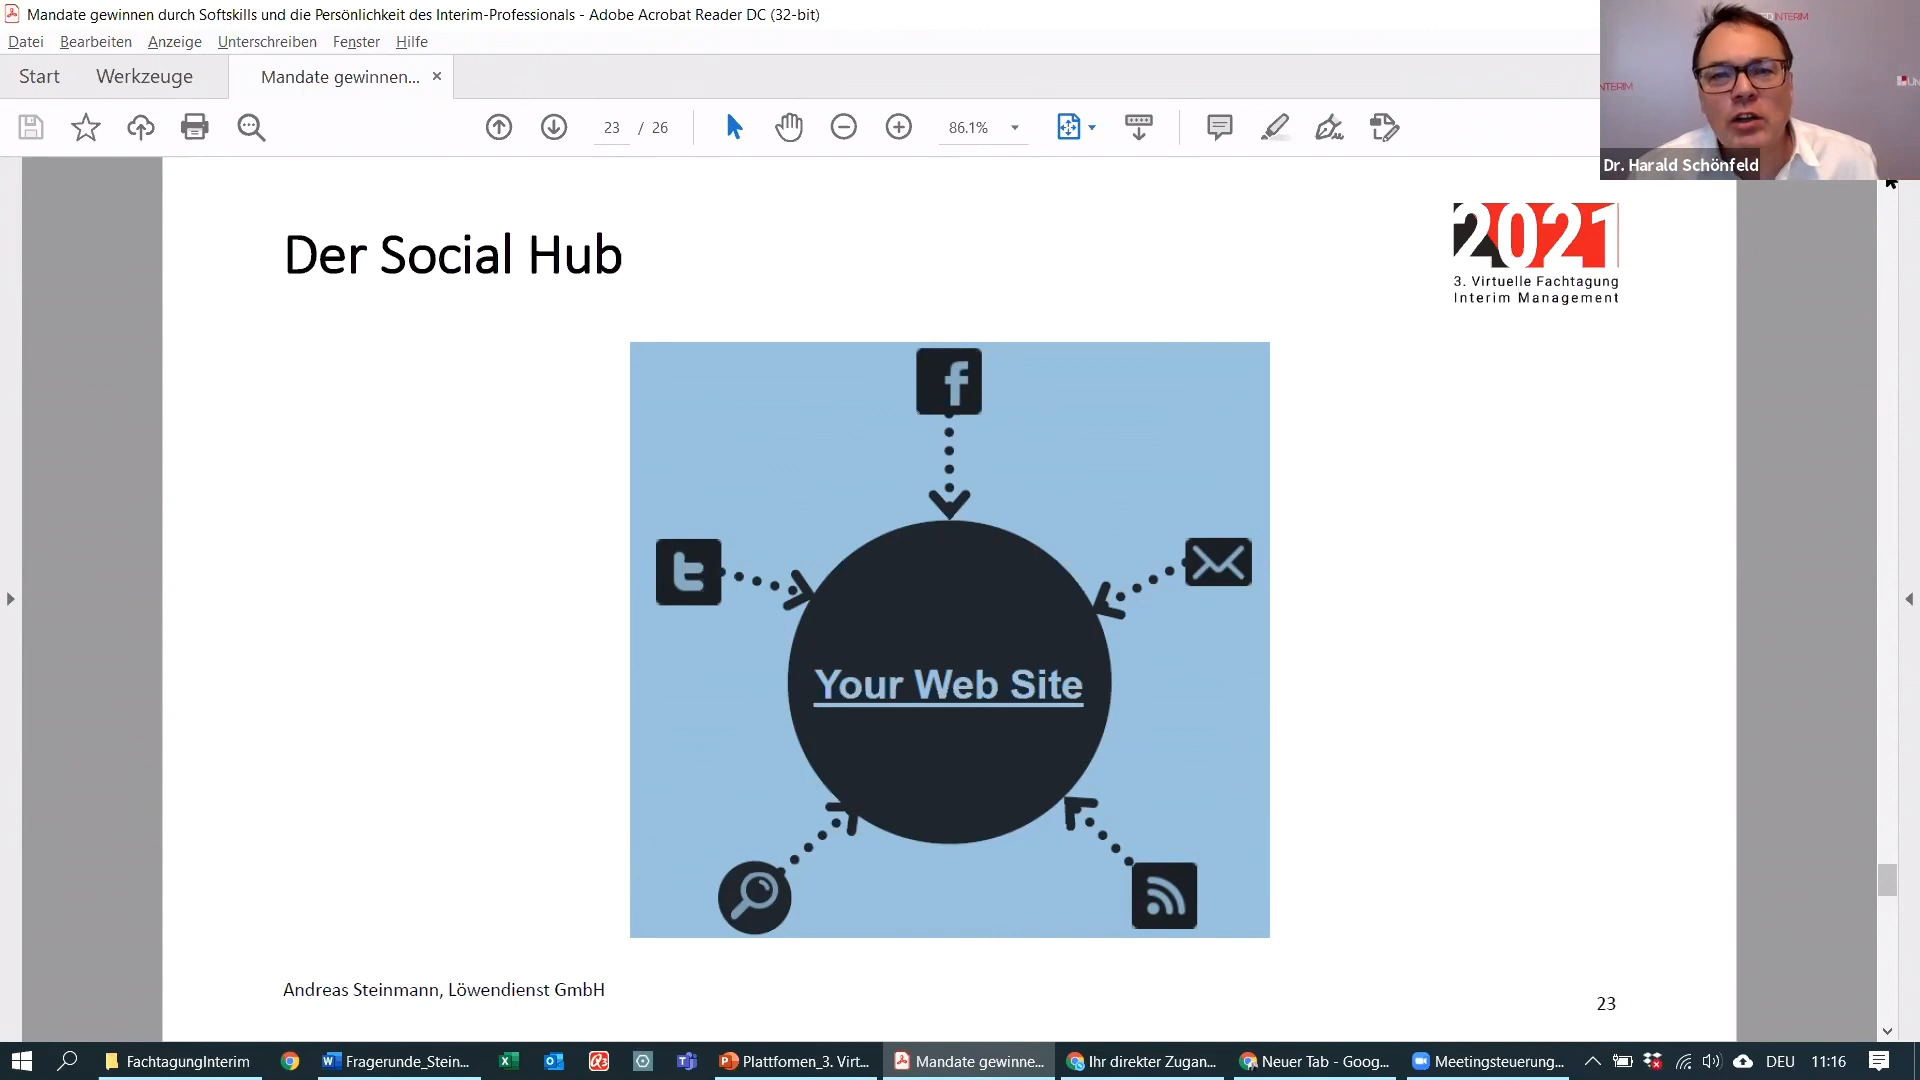 Mandate gewinnen durch Softskills und die Persönlichkeit des Interim-Professionals - Adobe Acrobat Reader DC (32-bit)
Datei Bearbeiten Anzeige Unterschreiben Fenster Hilfe
Start Werkzeuge Mandate gewinnen... ×
23 / 26 86.1%
INTERIM
NTERIM
Dr. Harald Schönfeld
Der Social Hub
2021
3. Virtuelle Fachtagung
Interim Management
Your Web Site
Andreas Steinmann, Löwendienst GmbH
23
FachtagungInterim Fragerunde_Stein... Plattfomen_3. Virt... Mandate gewinne... Ihr direkter Zugan... Neuer Tab - Goog... Meetingsteuerung... DEU 11:16